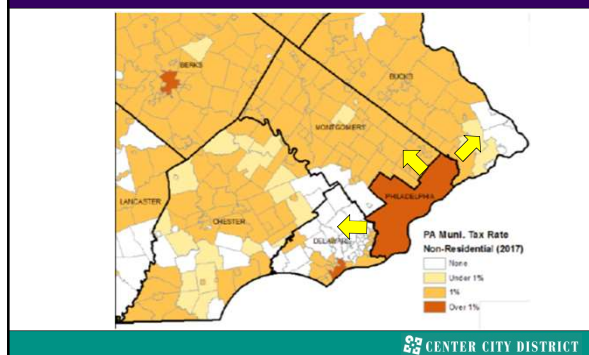 BERKS
BUCKS
MONTGOMERY
LANCASTER
CHESTER
PHILADELPHIA
PA Muni. Tax Rate
Non-Residential (2017)
None
Under 1%
1%
Over 1%
CENTER CITY DISTRICT